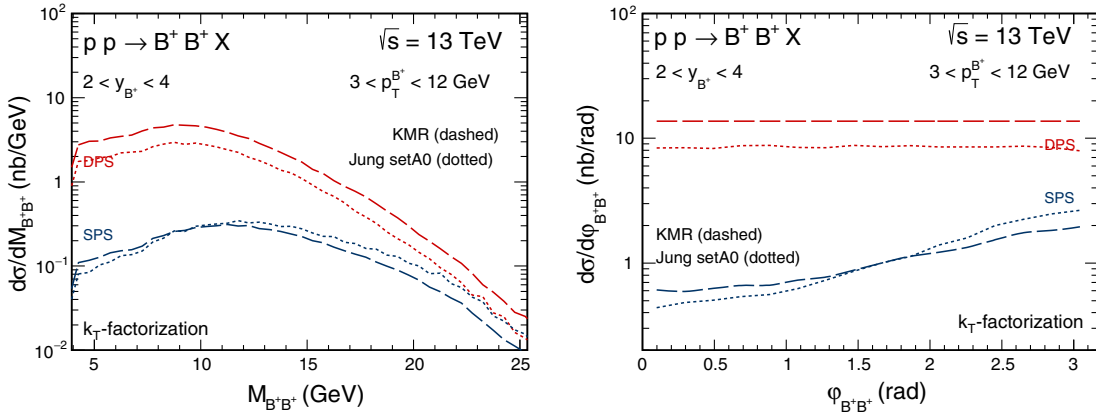 p p → B⁺ B⁺ X √s = 13 TeV
2 < y_B⁺ < 4 3 < p_T^B⁺ < 12 GeV
KMR (dashed)
Jung setA0 (dotted)
DPS
SPS
k_T-factorization
dσ/dM_B⁺B⁺ (nb/GeV)
10²
10
1
10⁻¹
10⁻²
5 10 15 20 25
M_B⁺B⁺ (GeV)
p p → B⁺ B⁺ X √s = 13 TeV
2 < y_B⁺ < 4 3 < p_T^B⁺ < 12 GeV
DPS
SPS
KMR (dashed)
Jung setA0 (dotted)
k_T-factorization
dσ/dφ_B⁺B⁺ (nb/rad)
10²
10
1
0 0.5 1 1.5 2 2.5 3
φ_B⁺B⁺ (rad)